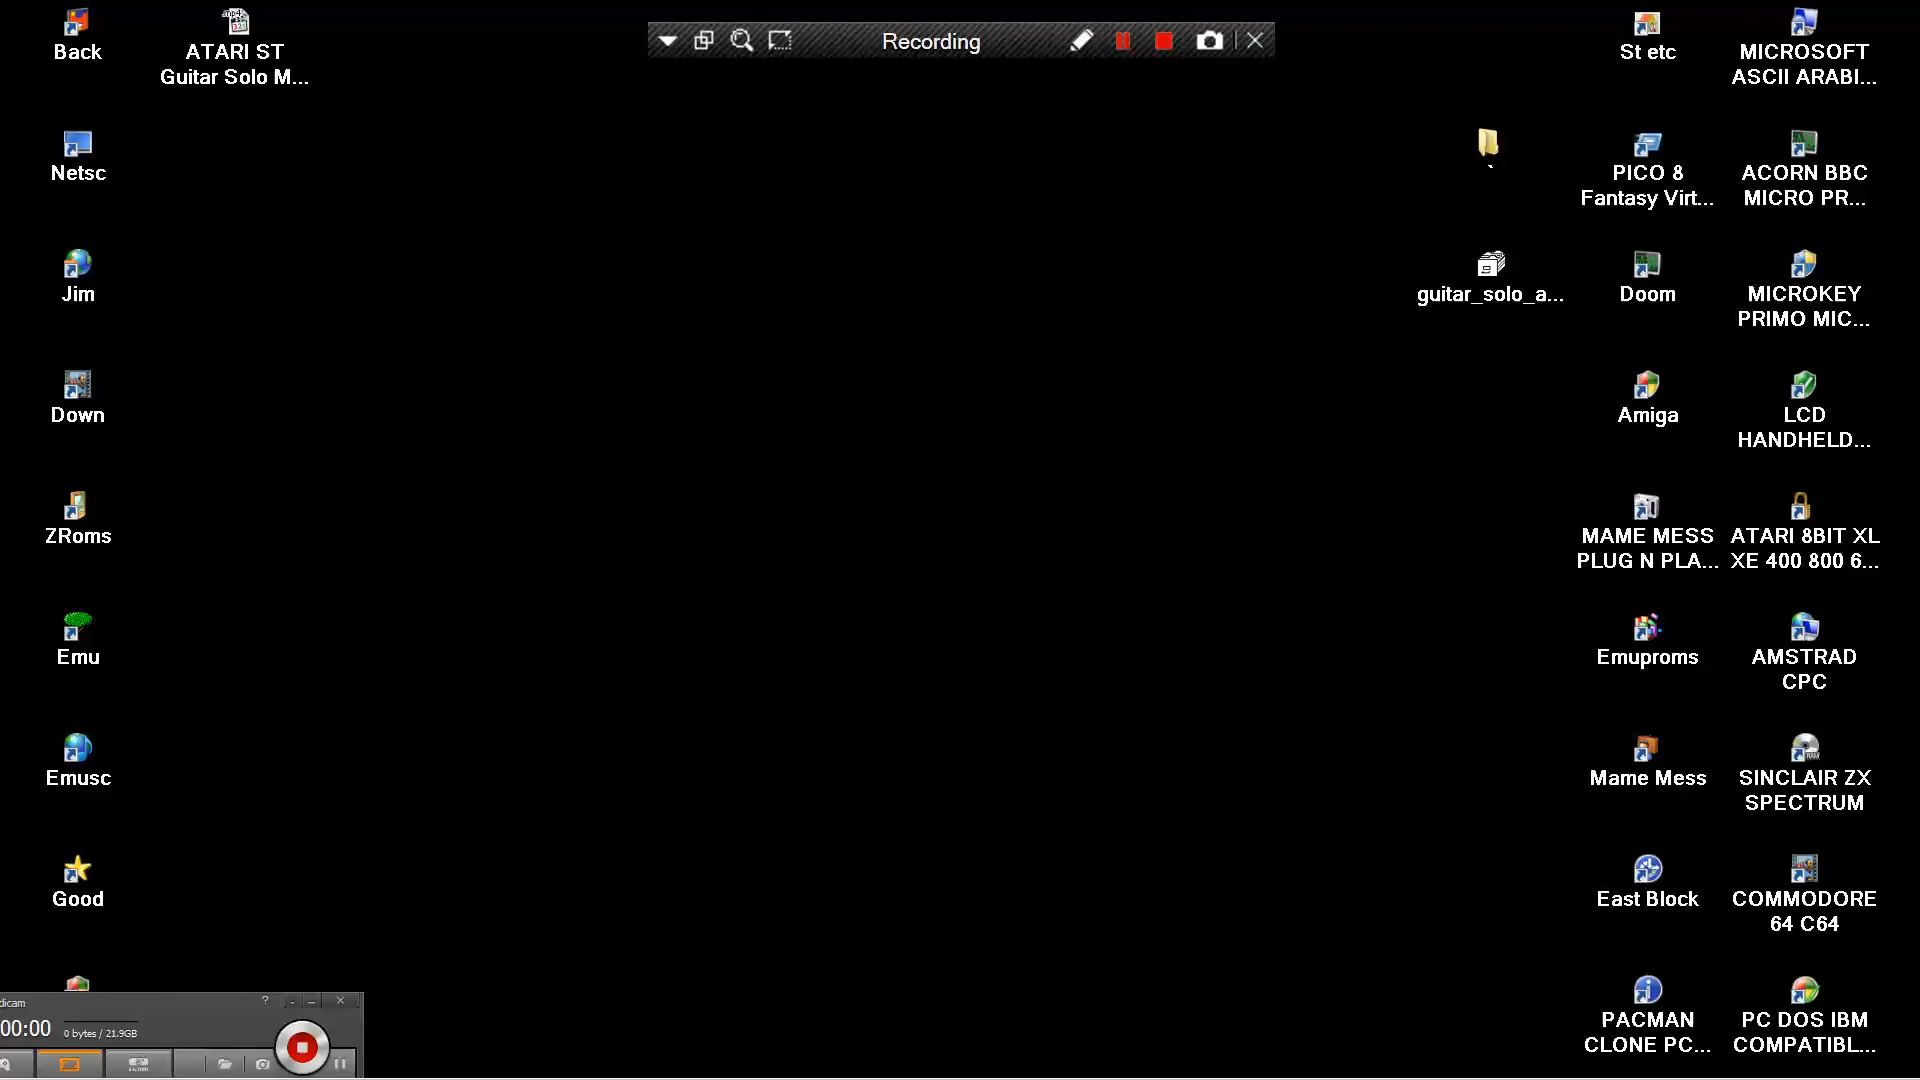 Back
ATARI ST
Guitar Solo M...
Recording
St etc
MICROSOFT
ASCII ARABI...
Netsc
PICO 8
Fantasy Virt...
ACORN BBC
MICRO PR...
Jim
guitar_solo_a...
Doom
MICROKEY
PRIMO MIC...
Down
Amiga
LCD
HANDHELD...
ZRoms
MAME MESS
PLUG N PLA...
ATARI 8BIT XL
XE 400 800 6...
Emu
Emuproms
AMSTRAD
CPC
Emusc
Mame Mess
SINCLAIR ZX
SPECTRUM
Good
East Block
COMMODORE
64 C64
dicam
00:00
0 bytes / 21.9GB
PACMAN
CLONE PC...
PC DOS IBM
COMPATIBL...